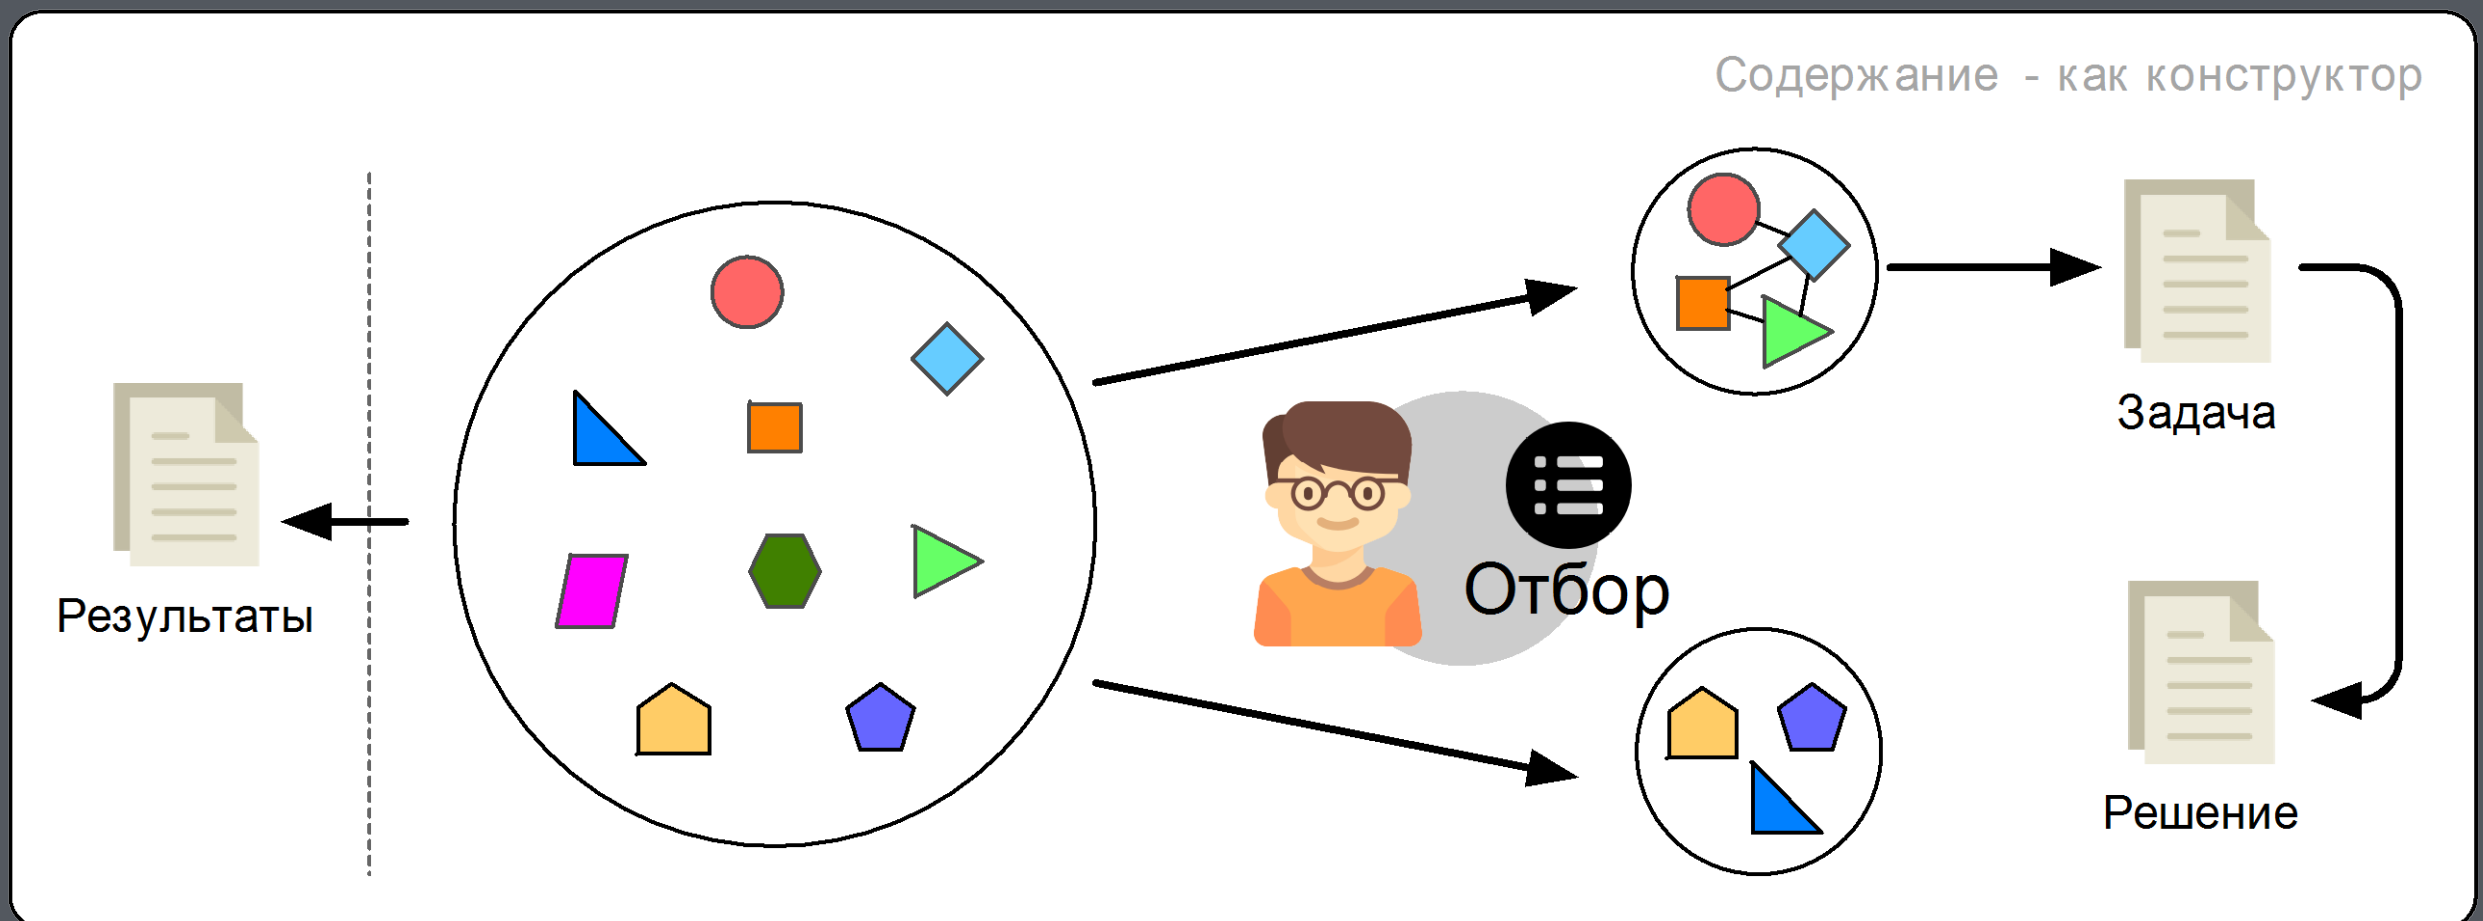 Содержание - как конструктор
Задача
Отбор
Результаты
Решение